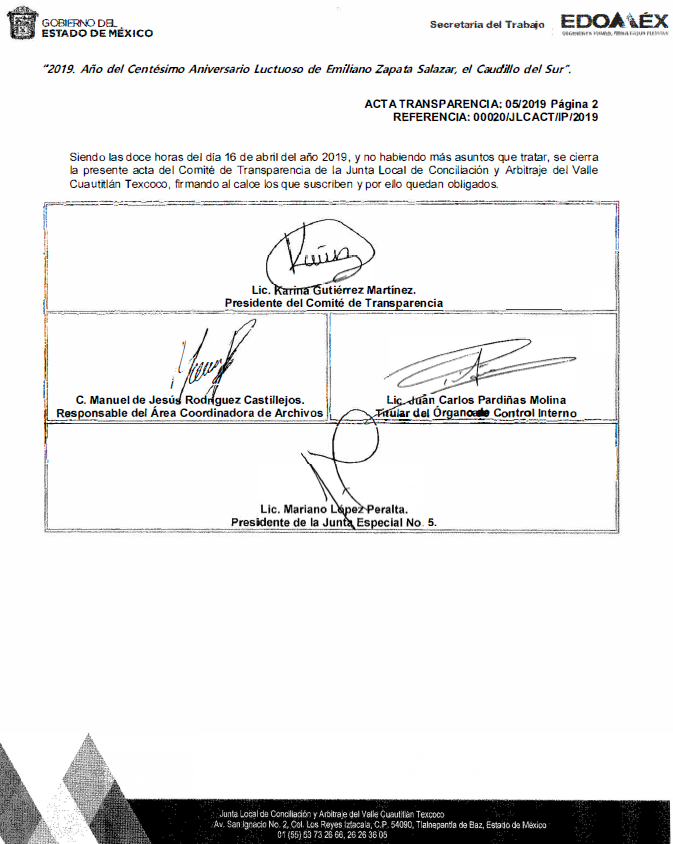 GOBIERNO DEL
ESTADO DE MÉXICO
Secretaría del Trabajo
EDOMÉX
"2019. Año del Centésimo Aniversario Luctuoso de Emiliano Zapata Salazar, el Caudillo del Sur".
ACTA TRANSPARENCIA: 05/2019 Página 2
REFERENCIA: 00020/JLCACT/IP/2019
Siendo las doce horas del día 16 de abril del año 2019, y no habiendo más asuntos que tratar, se cierra
la presente acta del Comité de Transparencia de la Junta Local de Conciliación y Arbitraje del Valle
Cuautitlán Texcoco, firmando al calce los que suscriben y por ello quedan obligados.
Lic. Karina Gutiérrez Martínez.
Presidente del Comité de Transparencia
C. Manuel de Jesús Rodríguez Castillejos.
Responsable del Área Coordinadora de Archivos
Lic. Juan Carlos Pardiñas Molina
Titular del Órgano de Control Interno
Lic. Mariano López Peralta.
Presidente de la Junta Especial No. 5.
Junta Local de Conciliación y Arbitraje del Valle Cuautitlán Texcoco
Av. San Ignacio No. 2, Col. Los Reyes Iztacala, C.P. 54090, Tlalnepantla de Baz, Estado de México
01 (55) 53 73 26 66, 26 26 36 05